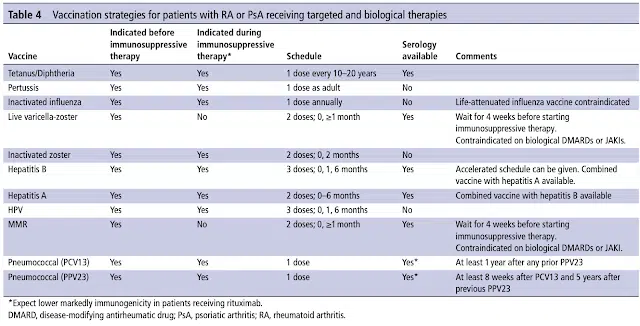 Table 4 Vaccination strategies for patients with RA or PsA receiving targeted and biological therapies
Vaccine | Indicated before immunosuppressive therapy | Indicated during immunosuppressive therapy* | Schedule | Serology available | Comments
Tetanus/Diphtheria | Yes | Yes | 1 dose every 10–20 years | Yes
Pertussis | Yes | Yes | 1 dose as adult | No
Inactivated influenza | Yes | Yes | 1 dose annually | No | Life-attenuated influenza vaccine contraindicated
Live varicella-zoster | Yes | No | 2 doses; 0, ≥1 month | Yes | Wait for 4 weeks before starting immunosuppressive therapy. Contraindicated on biological DMARDs or JAKIs.
Inactivated zoster | Yes | Yes | 2 doses; 0, 2 months | No
Hepatitis B | Yes | Yes | 3 doses; 0, 1, 6 months | Yes | Accelerated schedule can be given. Combined vaccine with hepatitis A available.
Hepatitis A | Yes | Yes | 2 doses; 0–6 months | Yes | Combined vaccine with hepatitis B available
HPV | Yes | Yes | 3 doses; 0, 1, 6 months | No
MMR | Yes | No | 2 doses; 0, ≥1 month | Yes | Wait for 4 weeks before starting immunosuppressive therapy. Contraindicated on biological DMARDs or JAKI.
Pneumococcal (PCV13) | Yes | Yes | 1 dose | Yes* | At least 1 year after any prior PPV23
Pneumococcal (PPV23) | Yes | Yes | 1 dose | Yes* | At least 8 weeks after PCV13 and 5 years after previous PPV23
*Expect lower markedly immunogenicity in patients receiving rituximab.
DMARD, disease-modifying antirheumatic drug; PsA, psoriatic arthritis; RA, rheumatoid arthritis.